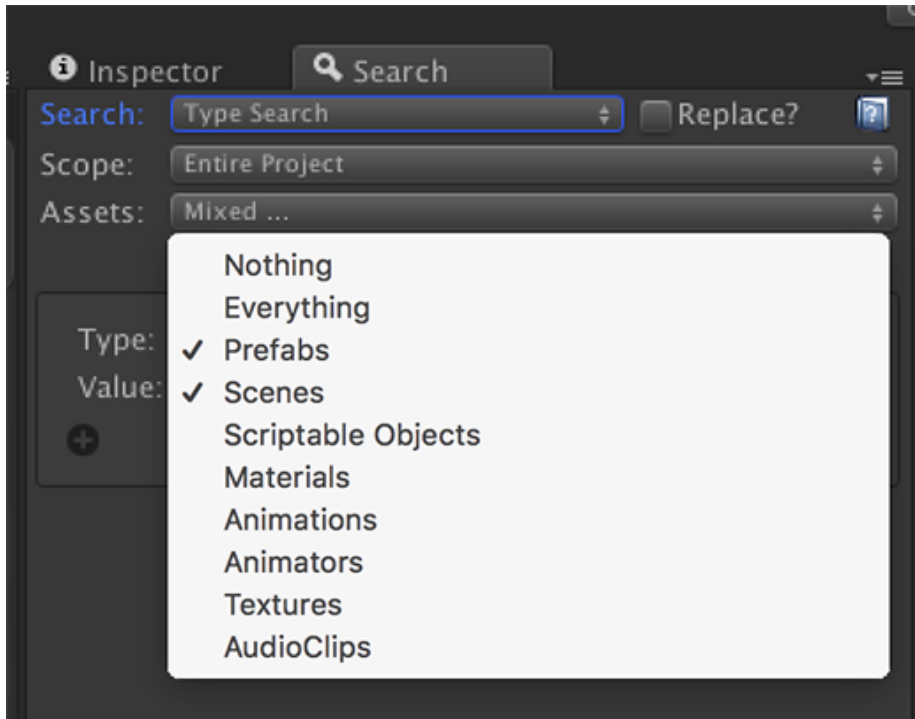 Inspector Search
Search: Type Search Replace?
Scope: Entire Project
Assets: Mixed ...
Nothing
Everything
Type: ✓ Prefabs
Value: ✓ Scenes
Scriptable Objects
Materials
Animations
Animators
Textures
AudioClips